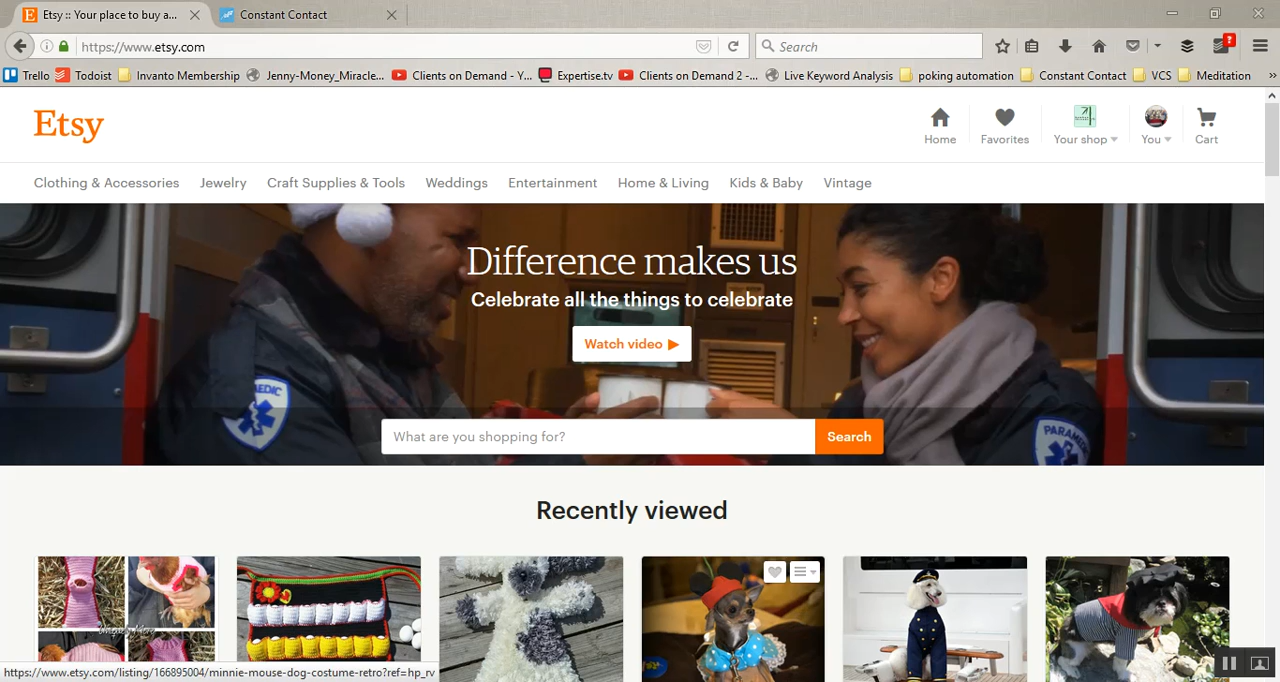 Etsy :: Your place to buy a...
Constant Contact
https://www.etsy.com
Search
Trello
Todoist
Invanto Membership
Jenny-Money_Miracle...
Clients on Demand - Y...
Expertise.tv
Clients on Demand 2 -...
Live Keyword Analysis
poking automation
Constant Contact
VCS
Meditation
Etsy
Home
Favorites
Your shop
You
Cart
Clothing & Accessories
Jewelry
Craft Supplies & Tools
Weddings
Entertainment
Home & Living
Kids & Baby
Vintage
Difference makes us
Celebrate all the things to celebrate
Watch video
What are you shopping for?
Search
PARAMEDIC
Recently viewed
https://www.etsy.com/listing/166895004/minnie-mouse-dog-costume-retro?ref=hp_rv